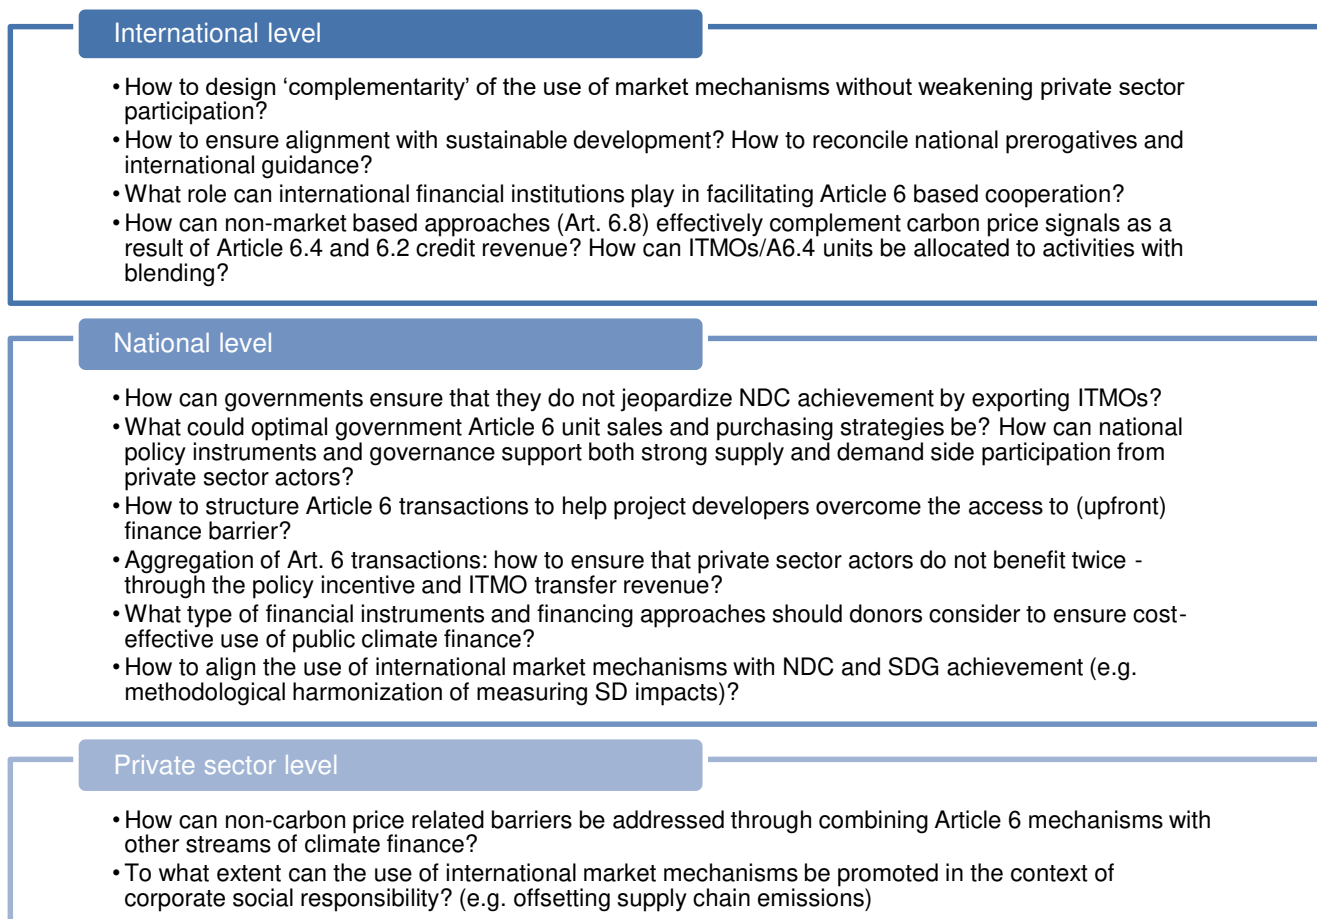 International level
• How to design ‘complementarity’ of the use of market mechanisms without weakening private sector
participation?
• How to ensure alignment with sustainable development? How to reconcile national prerogatives and
international guidance?
• What role can international financial institutions play in facilitating Article 6 based cooperation?
• How can non-market based approaches (Art. 6.8) effectively complement carbon price signals as a
result of Article 6.4 and 6.2 credit revenue? How can ITMOs/A6.4 units be allocated to activities with
blending?
National level
• How can governments ensure that they do not jeopardize NDC achievement by exporting ITMOs?
• What could optimal government Article 6 unit sales and purchasing strategies be? How can national
policy instruments and governance support both strong supply and demand side participation from
private sector actors?
• How to structure Article 6 transactions to help project developers overcome the access to (upfront)
finance barrier?
• Aggregation of Art. 6 transactions: how to ensure that private sector actors do not benefit twice -
through the policy incentive and ITMO transfer revenue?
• What type of financial instruments and financing approaches should donors consider to ensure cost-
effective use of public climate finance?
• How to align the use of international market mechanisms with NDC and SDG achievement (e.g.
methodological harmonization of measuring SD impacts)?
Private sector level
• How can non-carbon price related barriers be addressed through combining Article 6 mechanisms with
other streams of climate finance?
• To what extent can the use of international market mechanisms be promoted in the context of
corporate social responsibility? (e.g. offsetting supply chain emissions)